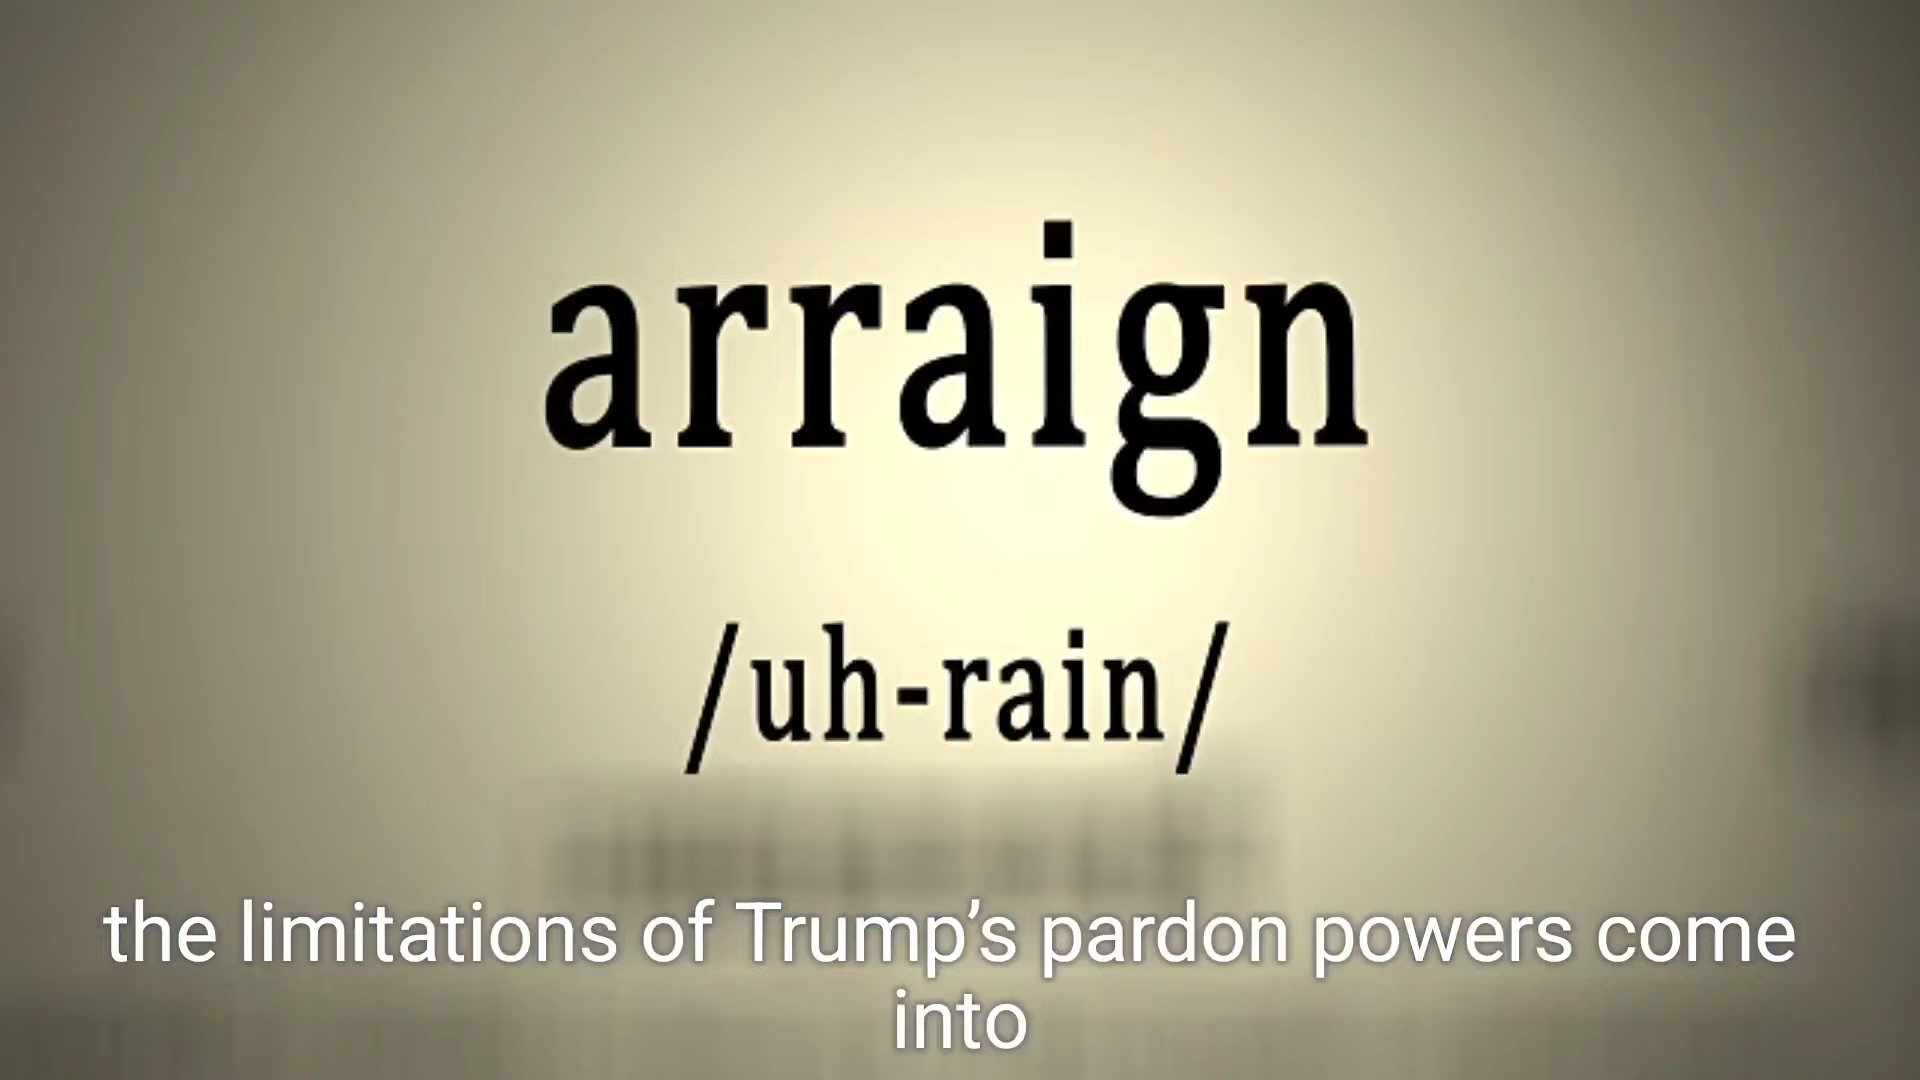 arraign
/uh-rain/
the limitations of Trump’s pardon powers come
into